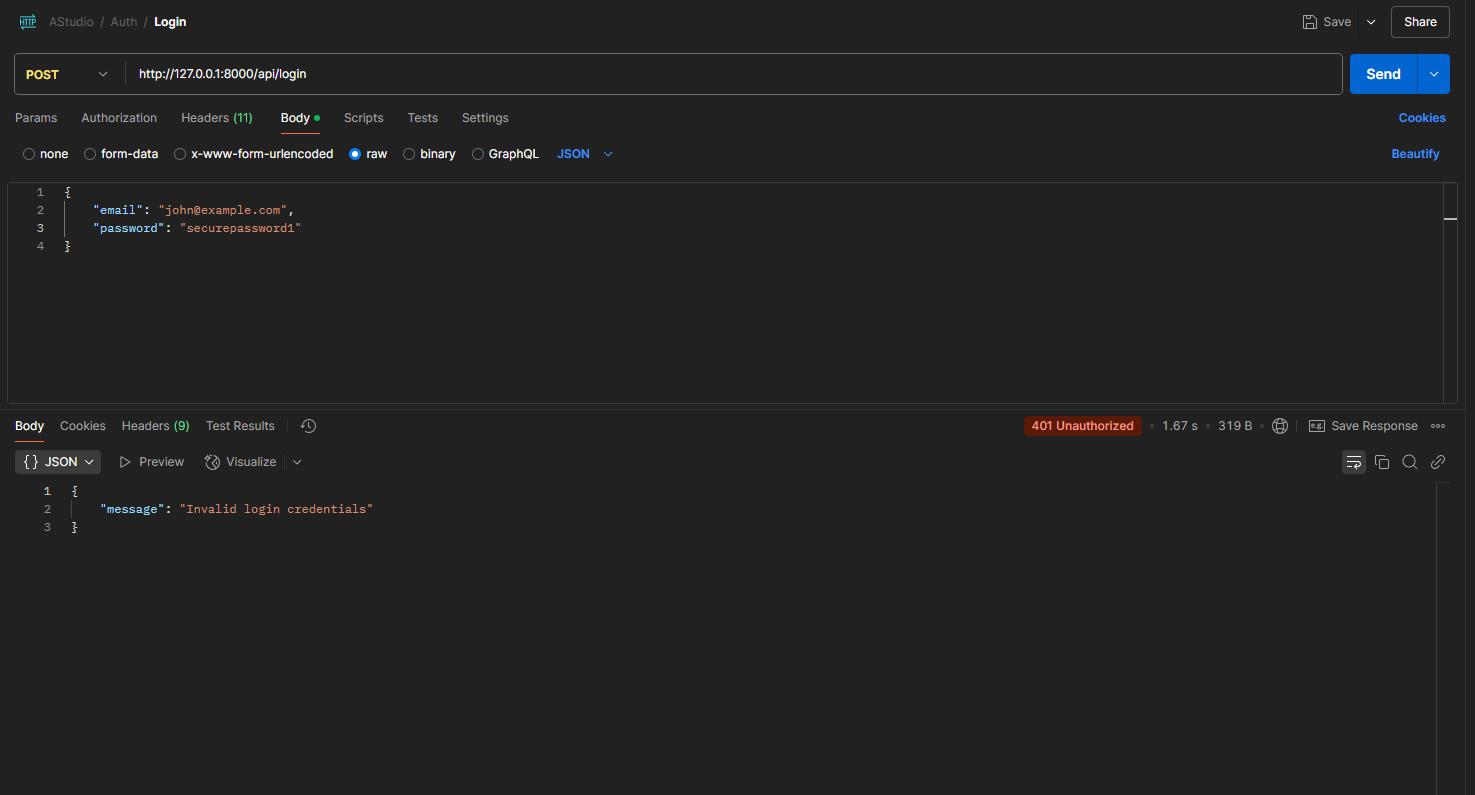 HTTP AStudio / Auth / Login Save Share
POST http://127.0.0.1:8000/api/login Send
Params Authorization Headers (11) Body Scripts Tests Settings Cookies
none form-data x-www-form-urlencoded raw binary GraphQL JSON Beautify
1 {
2 "email": "john@example.com",
3 "password": "securepassword1"
4 }
Body Cookies Headers (9) Test Results 401 Unauthorized 1.67 s 319 B e.g. Save Response
{} JSON Preview Visualize
1 {
2 "message": "Invalid login credentials"
3 }